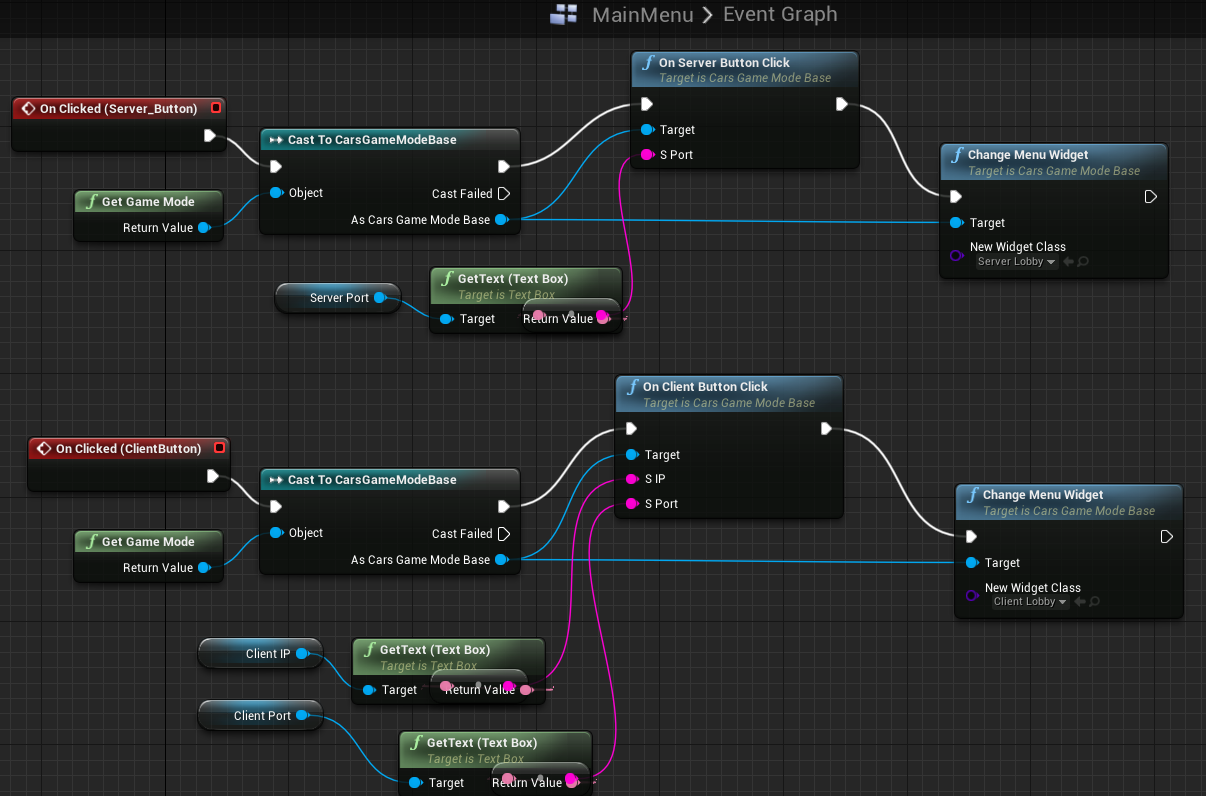 MainMenu > Event Graph
On Server Button Click
Target is Cars Game Mode Base
Target
S Port
On Clicked (Server_Button)
Cast To CarsGameModeBase
Object
Cast Failed
As Cars Game Mode Base
Get Game Mode
Return Value
Change Menu Widget
Target is Cars Game Mode Base
Target
New Widget Class
Server Lobby
Server Port
GetText (Text Box)
Target is Text Box
Target
Return Value
On Client Button Click
Target is Cars Game Mode Base
Target
S IP
S Port
On Clicked (ClientButton)
Cast To CarsGameModeBase
Object
Cast Failed
As Cars Game Mode Base
Get Game Mode
Return Value
Change Menu Widget
Target is Cars Game Mode Base
Target
New Widget Class
Client Lobby
Client IP
GetText (Text Box)
Target is Text Box
Target
Return Value
Client Port
GetText (Text Box)
Target is Text Box
Target
Return Value